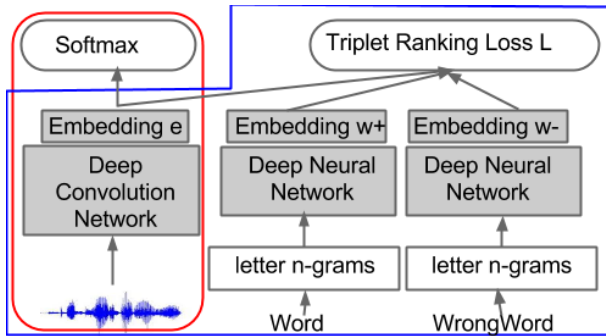 Softmax
Triplet Ranking Loss L
Embedding e
Embedding w+
Embedding w-
Deep
Convolution
Network
Deep Neural
Network
Deep Neural
Network
letter n-grams
letter n-grams
Word
WrongWord